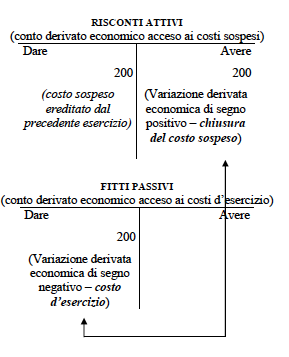 RISCONTI ATTIVI
(conto derivato economico acceso ai costi sospesi)
Dare Avere
200 200
(costo sospeso (Variazione derivata
ereditato dal economica di segno
precedente esercizio) positivo – chiusura
del costo sospeso)
FITTI PASSIVI
(conto derivato economico acceso ai costi d'esercizio)
Dare Avere
200
(Variazione derivata
economica di segno
negativo – costo
d'esercizio)